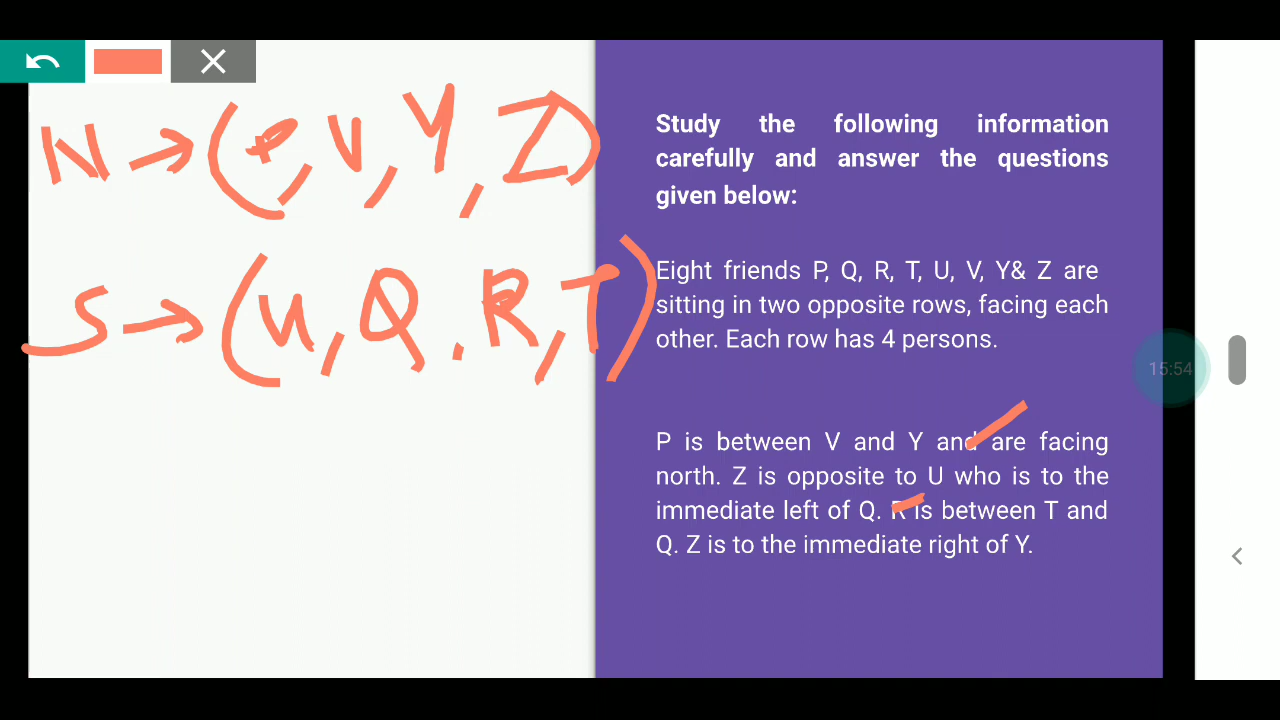 N → (P, V, Y, Z)
S → (U, Q, R, T)
Study the following information
carefully and answer the questions
given below:
Eight friends P, Q, R, T, U, V, Y& Z are
sitting in two opposite rows, facing each
other. Each row has 4 persons.
P is between V and Y and are facing
north. Z is opposite to U who is to the
immediate left of Q. R is between T and
Q. Z is to the immediate right of Y.
15:54